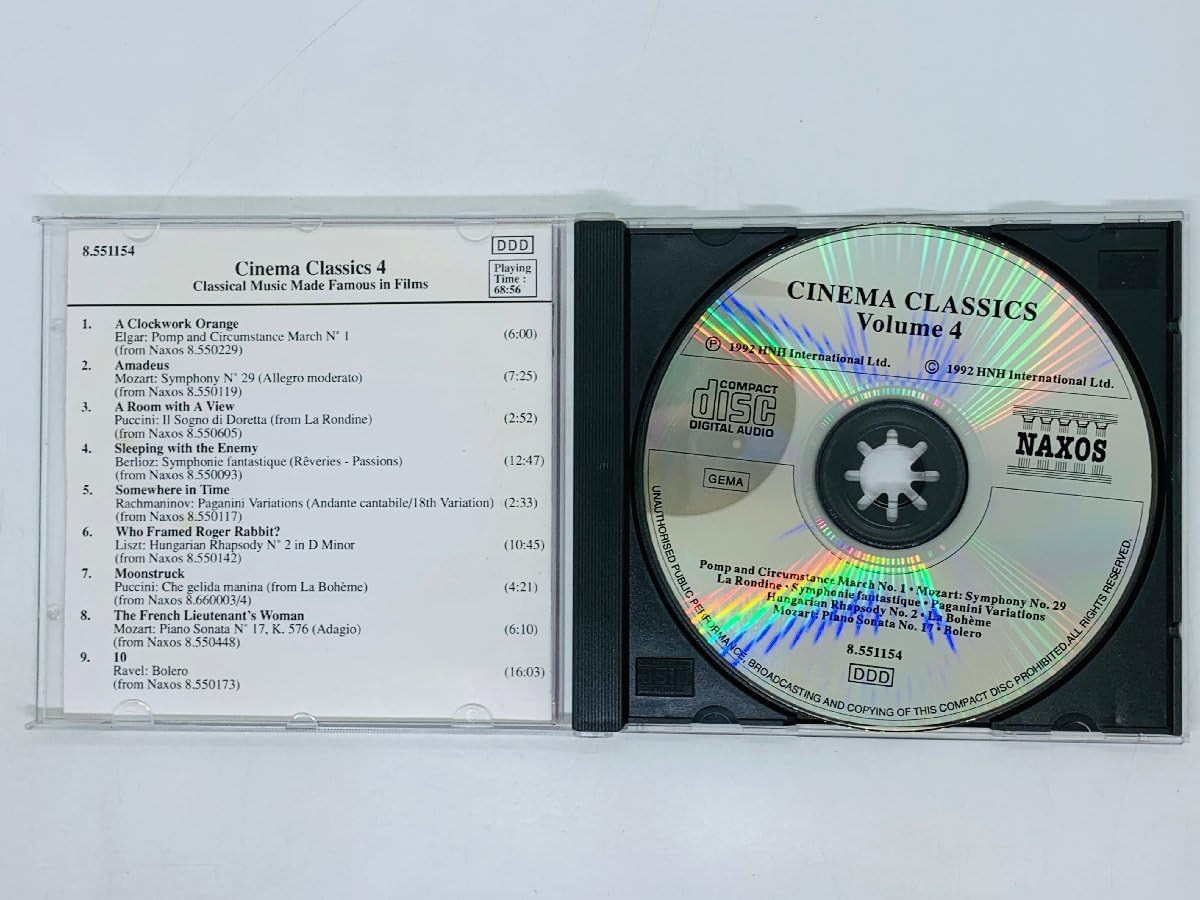 8.551154
DDD
Cinema Classics 4
Classical Music Made Famous in Films
Playing
Time :
68:56
1. A Clockwork Orange
Elgar: Pomp and Circumstance March N° 1 (6:00)
(from Naxos 8.550229)
2. Amadeus
Mozart: Symphony N° 29 (Allegro moderato) (7:25)
(from Naxos 8.550119)
3. A Room with A View
Puccini: Il Sogno di Doretta (from La Rondine) (2:52)
(from Naxos 8.550605)
4. Sleeping with the Enemy
Berlioz: Symphonie fantastique (Rêveries - Passions) (12:47)
(from Naxos 8.550093)
5. Somewhere in Time
Rachmaninov: Paganini Variations (Andante cantabile/18th Variation) (2:33)
(from Naxos 8.550117)
6. Who Framed Roger Rabbit?
Liszt: Hungarian Rhapsody N° 2 in D Minor (10:45)
(from Naxos 8.550142)
7. Moonstruck
Puccini: Che gelida manina (from La Bohème) (4:21)
(from Naxos 8.660003/4)
8. The French Lieutenant's Woman
Mozart: Piano Sonata N° 17, K. 576 (Adagio) (6:10)
(from Naxos 8.550448)
9. 10
Ravel: Bolero (16:03)
(from Naxos 8.550173)
CINEMA CLASSICS
Volume 4
℗ 1992 HNH International Ltd.
© 1992 HNH International Ltd.
COMPACT
disc
DIGITAL AUDIO
NAXOS
GEMA
Pomp and Circumstance March No. 1 • Mozart: Symphony No. 29
La Rondine • Symphonie fantastique • Paganini Variations
Hungarian Rhapsody No. 2 • La Bohème
Mozart: Piano Sonata No. 17 • Bolero
8.551154
DDD
UNAUTHORISED PUBLIC PERFORMANCE, BROADCASTING AND COPYING OF THIS COMPACT DISC PROHIBITED. ALL RIGHTS RESERVED.